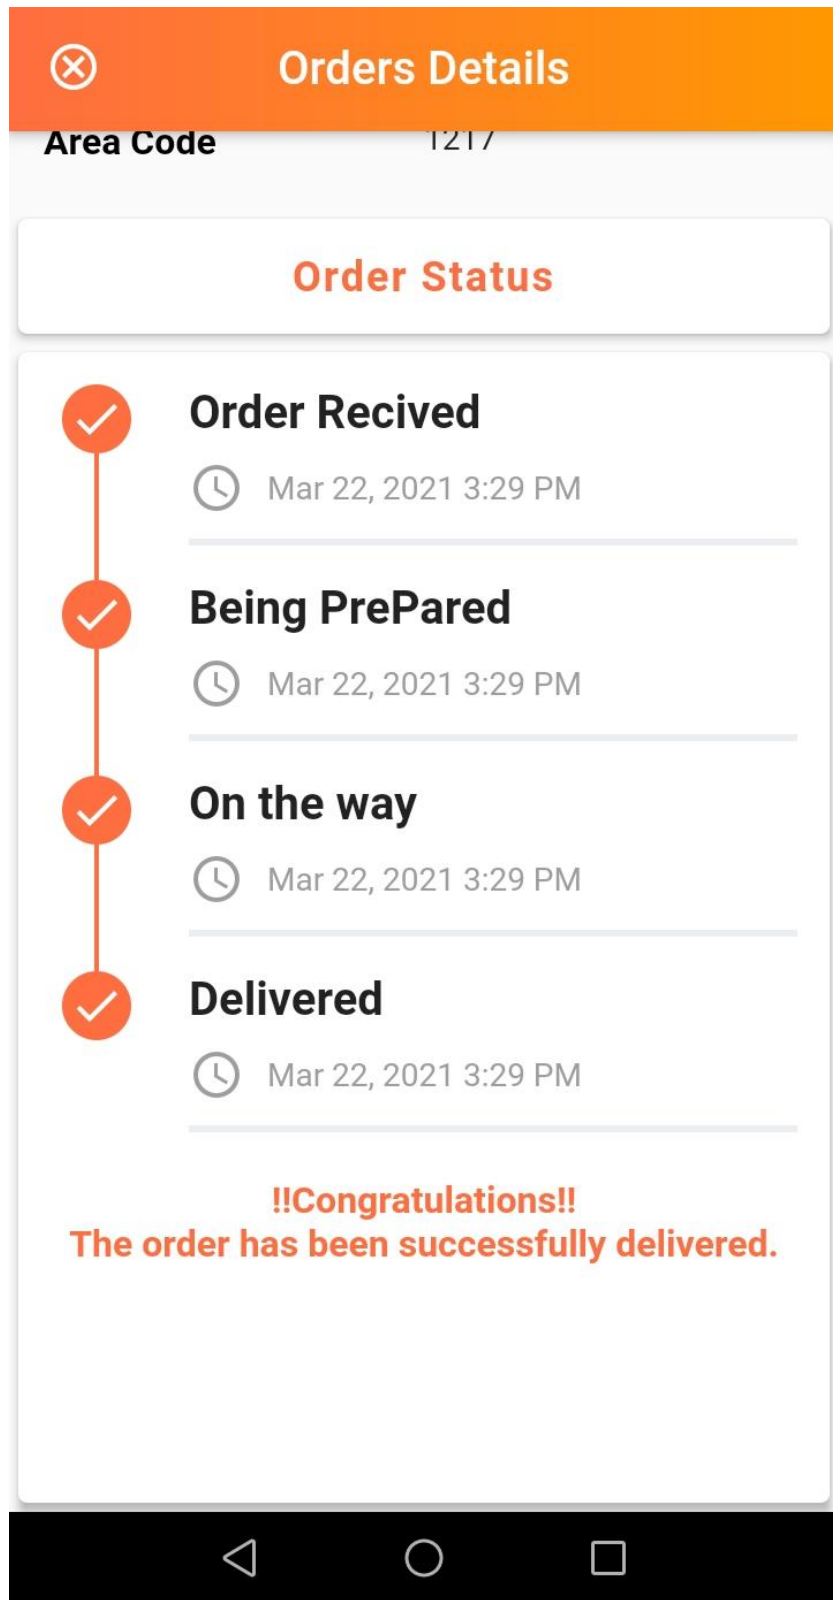 Orders Details
Area Code 1217
Order Status
Order Recived
Mar 22, 2021 3:29 PM
Being PrePared
Mar 22, 2021 3:29 PM
On the way
Mar 22, 2021 3:29 PM
Delivered
Mar 22, 2021 3:29 PM
!!Congratulations!!
The order has been successfully delivered.